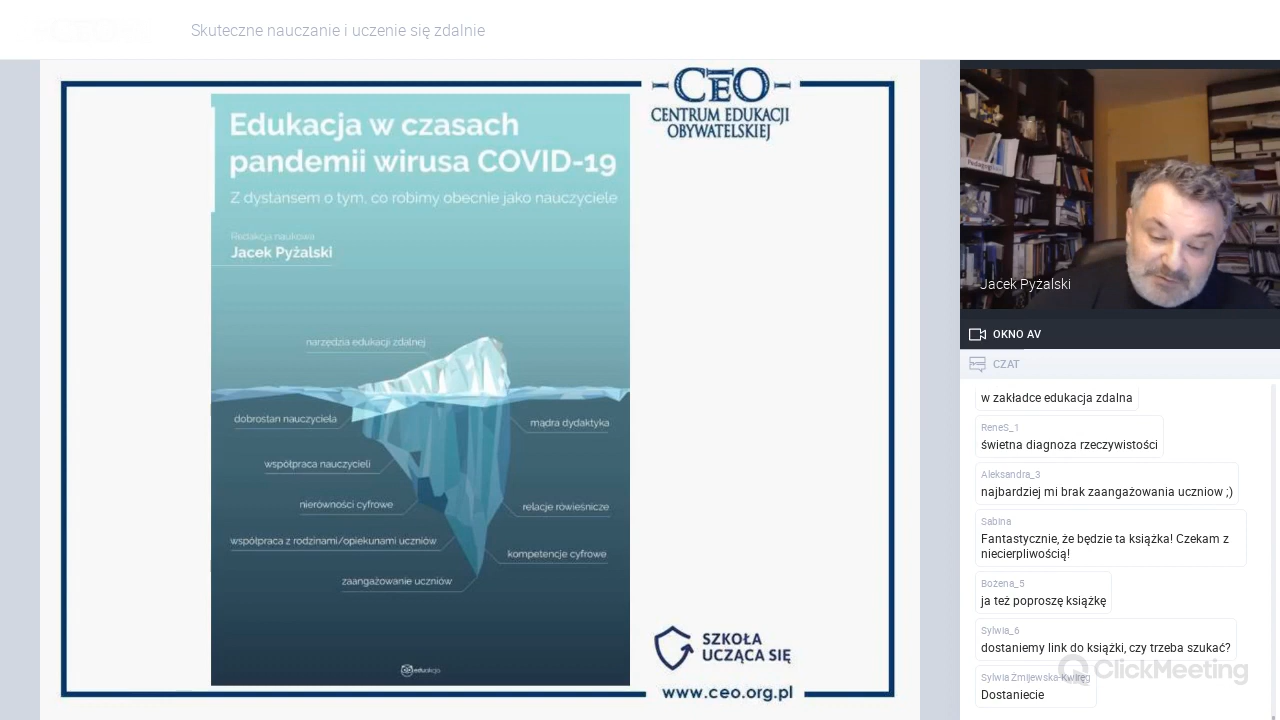 Skuteczne nauczanie i uczenie się zdalnie
CEO
CENTRUM EDUKACJI
OBYWATELSKIEJ
Edukacja w czasach
pandemii wirusa COVID-19
Z dystansem o tym, co robimy obecnie jako nauczyciele
Redakcja naukowa
Jacek Pyżalski
narzędzia edukacji zdalnej
dobrostan nauczyciela
mądra dydaktyka
współpraca nauczycieli
nierówności cyfrowe
relacje rówieśnicze
współpraca z rodzinami/opiekunami uczniów
kompetencje cyfrowe
zaangażowanie uczniów
eduakcja
SZKOŁA
UCZĄCA SIĘ
www.ceo.org.pl
Jacek Pyżalski
OKNO AV
CZAT
w zakładce edukacja zdalna
ReneS_1
świetna diagnoza rzeczywistości
Aleksandra_3
najbardziej mi brak zaangażowania uczniow ;)
Sabina
Fantastycznie, że będzie ta książka! Czekam z
niecierpliwością!
Bożena_5
ja też poproszę książkę
Sylwia_6
dostaniemy link do książki, czy trzeba szukać?
Sylwia Żmijewska-Kwiręg
Dostaniecie
ClickMeeting